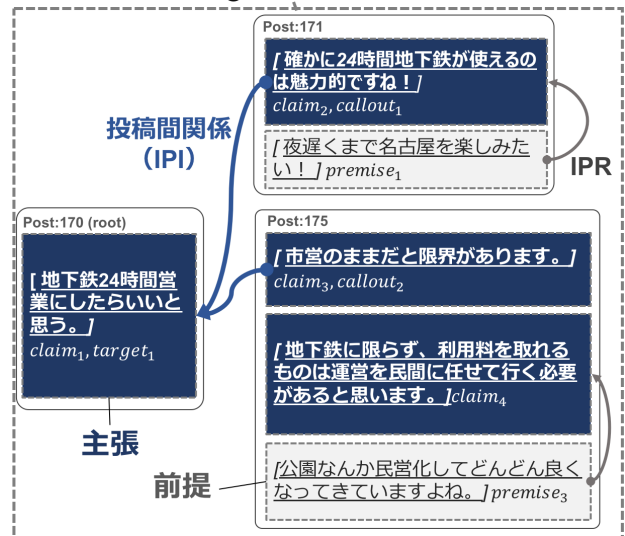 Post:171
[ 確かに24時間地下鉄が使えるの
は魅力的ですね！]
claim₂, callout₁
[ 夜遅くまで名古屋を楽しみた
い！ ] premise₁
IPR
投稿間関係
（IPI）
Post:170 (root)
[ 地下鉄24時間営
業にしたらいいと
思う。]
claim₁, target₁
主張
Post:175
[ 市営のままだと限界があります。]
claim₃, callout₂
[ 地下鉄に限らず、利用料を取れる
ものは運営を民間に任せて行く必要
があると思います。]claim₄
[公園なんか民営化してどんどん良く
なってきていますよね。] premise₃
前提